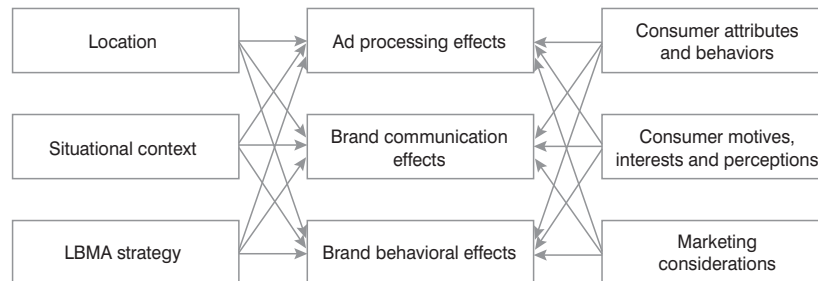 Location
Ad processing effects
Consumer attributes
and behaviors
Situational context
Brand communication
effects
Consumer motives,
interests and perceptions
LBMA strategy
Brand behavioral effects
Marketing
considerations